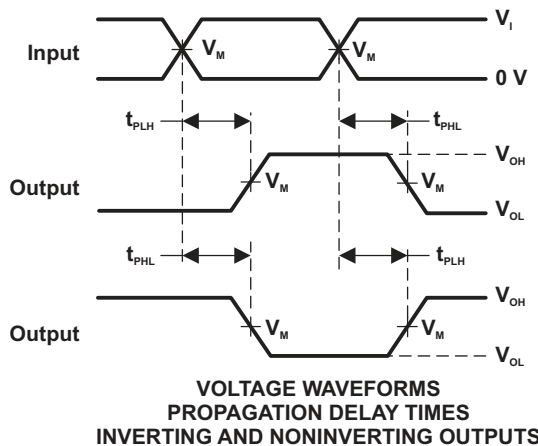 V_I
Input
V_M
V_M
0 V
t_PLH
t_PHL
V_OH
Output
V_M
V_M
V_OL
t_PHL
t_PLH
V_OH
Output
V_M
V_M
V_OL
VOLTAGE WAVEFORMS
PROPAGATION DELAY TIMES
INVERTING AND NONINVERTING OUTPUTS